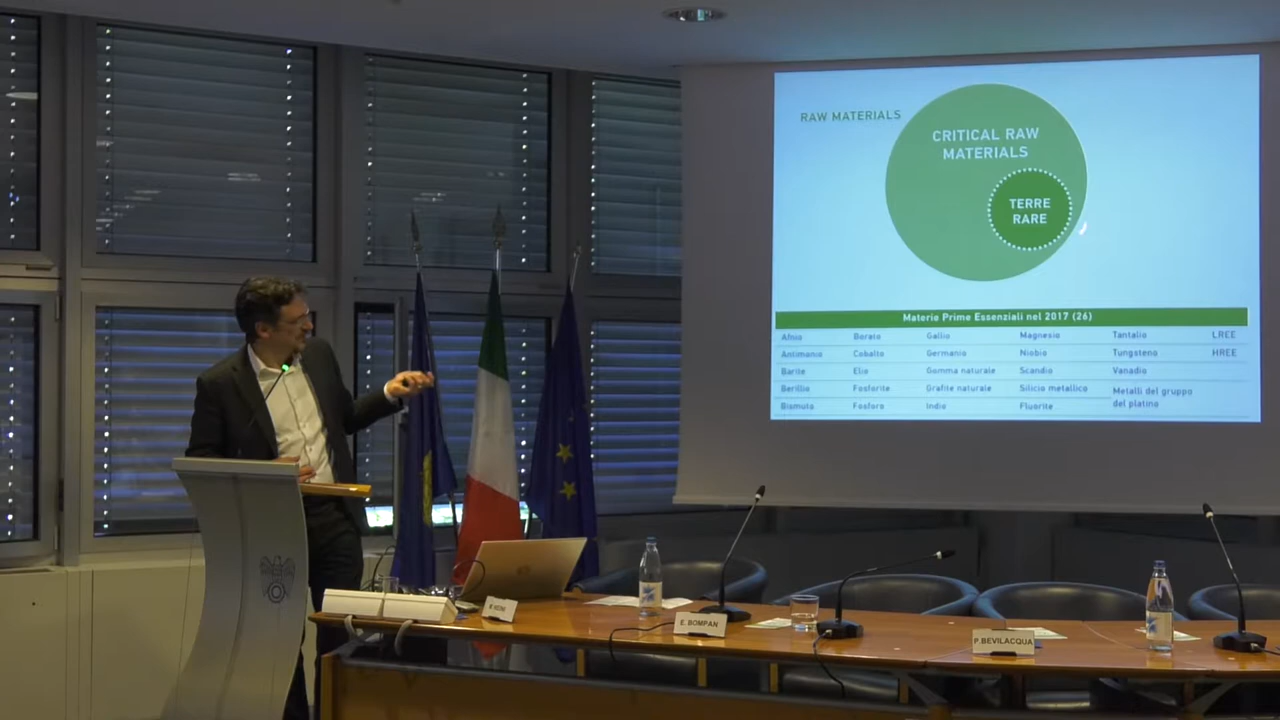 RAW MATERIALS
CRITICAL RAW
MATERIALS
TERRE
RARE
Materie Prime Essenziali nel 2017 (26)
Afnio Borato Gallio Magnesio Tantalio LREE
Antimonio Cobalto Germanio Niobio Tungsteno HREE
Barite Elio Gomma naturale Scandio Vanadio
Berillio Fosforite Grafite naturale Silicio metallico Metalli del gruppo
del platino
Bismuto Fosforo Indio Fluorite
E. BOMPAN
P. BEVILACQUA